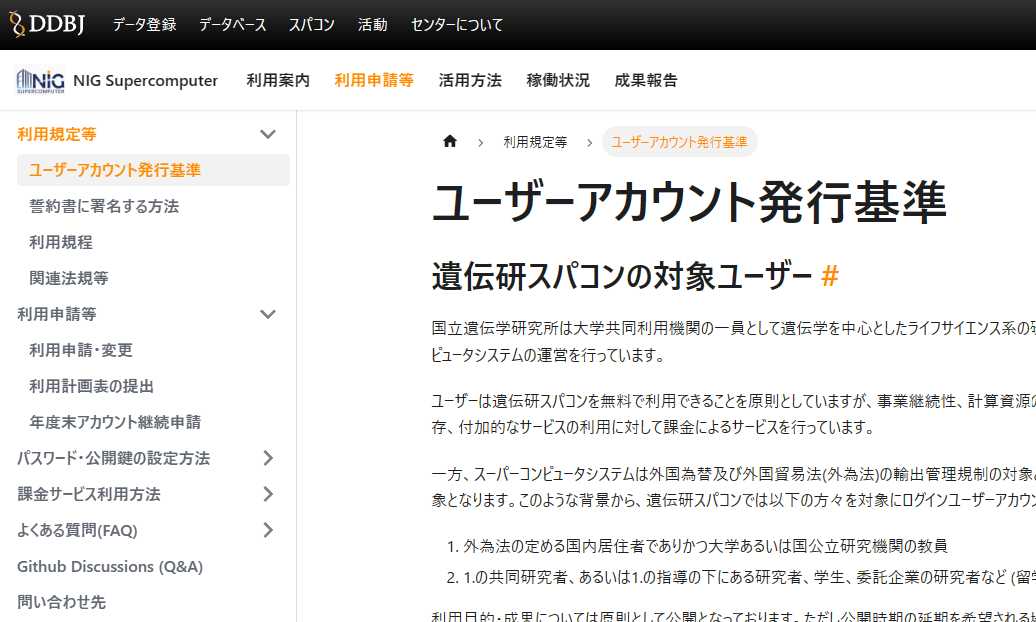 DDBJ データ登録 データベース スパコン 活動 センターについて
NIG SUPERCOMPUTER NIG Supercomputer 利用案内 利用申請等 活用方法 稼働状況 成果報告
利用規定等
ユーザーアカウント発行基準
誓約書に署名する方法
利用規程
関連法規等
利用申請等
利用申請・変更
利用計画表の提出
年度末アカウント継続申請
パスワード・公開鍵の設定方法
課金サービス利用方法
よくある質問(FAQ)
Github Discussions (Q&A)
問い合わせ先
利用規定等 ユーザーアカウント発行基準
ユーザーアカウント発行基準
遺伝研スパコンの対象ユーザー #
国立遺伝学研究所は大学共同利用機関の一員として遺伝学を中心としたライフサイエンス系の
ピュータシステムの運営を行っています。
ユーザーは遺伝研スパコンを無料で利用できることを原則としていますが、事業継続性、計算資源の
存、付加的なサービスの利用に対して課金によるサービスを行っています。
一方、スーパーコンピュータシステムは外国為替及び外国貿易法(外為法)の輸出管理規制の対象
象となります。このような背景から、遺伝研スパコンでは以下の方々を対象にログインユーザーアカウン
1. 外為法の定める国内居住者でありかつ大学あるいは国公立研究機関の教員
2. 1.の共同研究者、あるいは1.の指導の下にある研究者、学生、委託企業の研究者など (留学
利用目的・成果については原則として公開となっております。ただし公開時期の延期を希望される